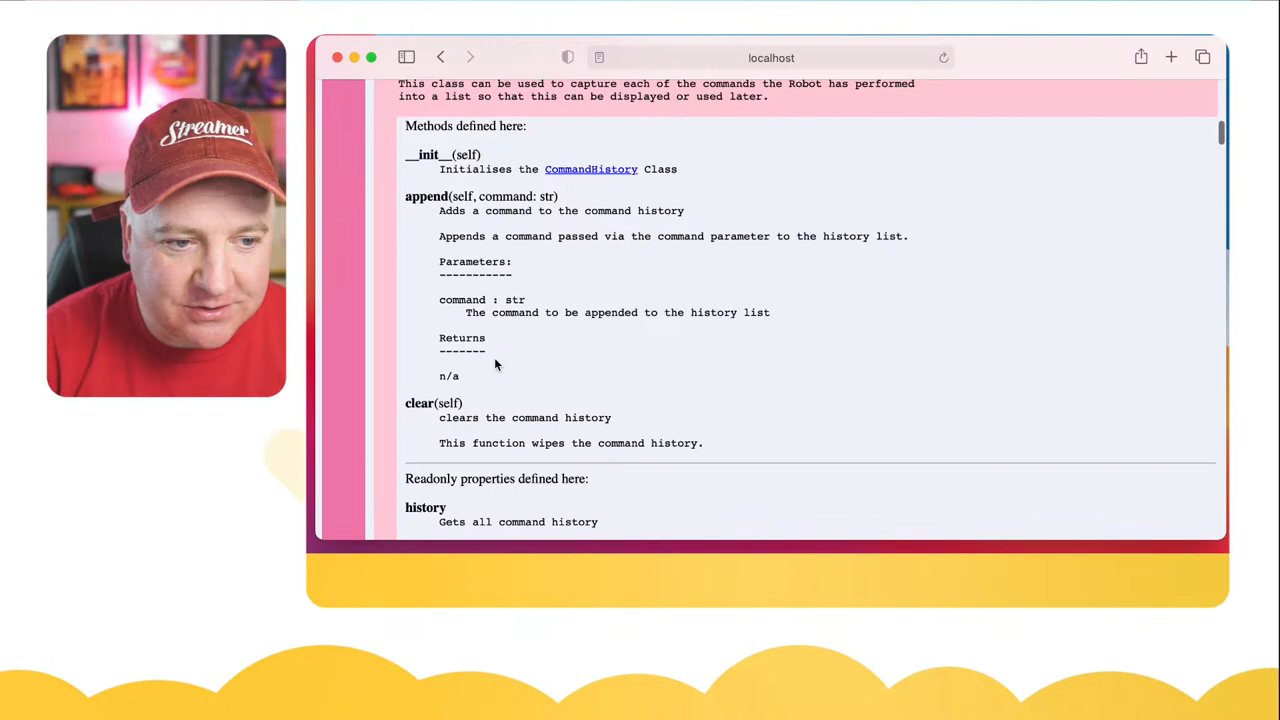 Streamer
localhost
This class can be used to capture each of the commands the Robot has performed
into a list so that this can be displayed or used later.
Methods defined here:
__init__(self)
Initialises the CommandHistory Class
append(self, command: str)
Adds a command to the command history
Appends a command passed via the command parameter to the history list.
Parameters:
-----------
command : str
The command to be appended to the history list
Returns
-------
n/a
clear(self)
clears the command history
This function wipes the command history.
Readonly properties defined here:
history
Gets all command history